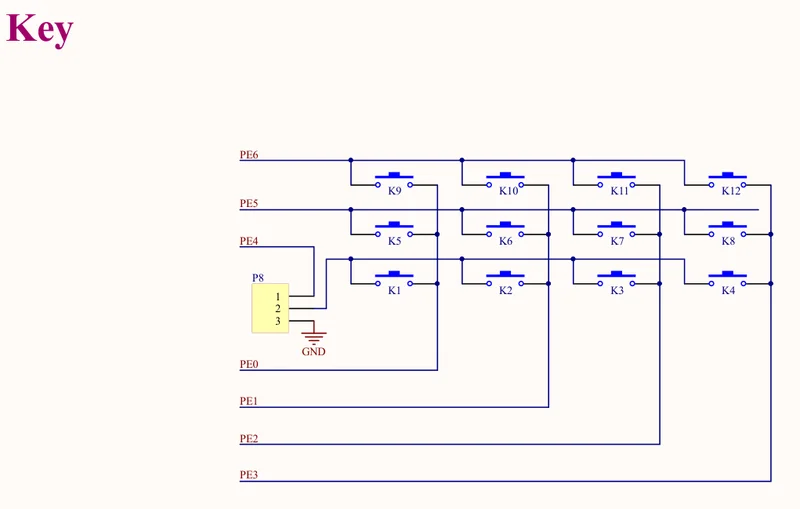 Key
PE6
K9 K10 K11 K12
PE5
K5 K6 K7 K8
PE4
P8
1
K1 K2 K3 K4
2
3
GND
PE0
PE1
PE2
PE3